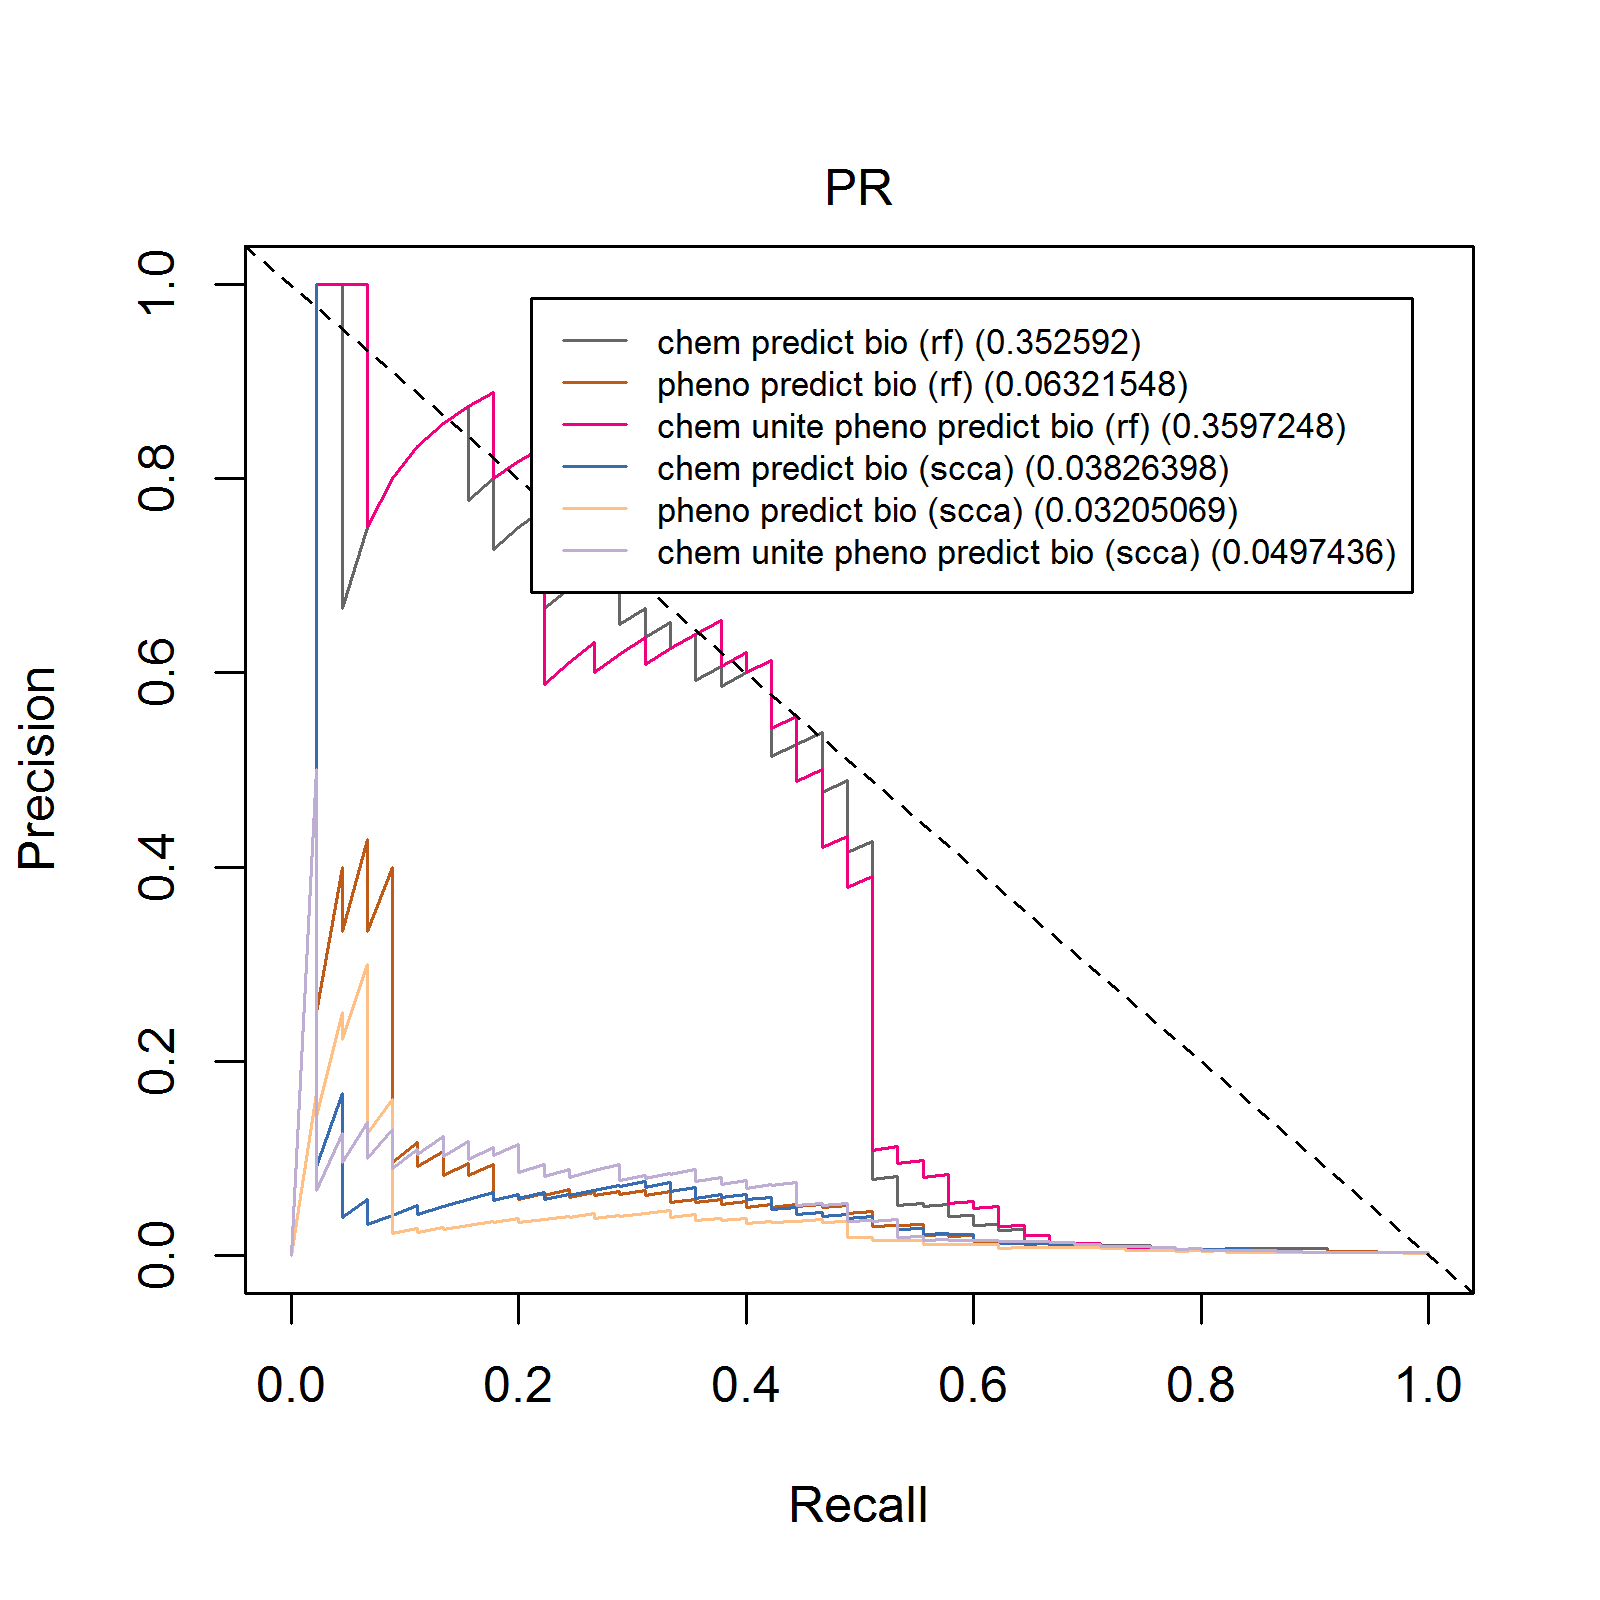 PR
Precision
1.0
0.8
0.6
0.4
0.2
0.0
chem predict bio (rf) (0.352592)
pheno predict bio (rf) (0.06321548)
chem unite pheno predict bio (rf) (0.3597248)
chem predict bio (scca) (0.03826398)
pheno predict bio (scca) (0.03205069)
chem unite pheno predict bio (scca) (0.0497436)
0.0 0.2 0.4 0.6 0.8 1.0
Recall